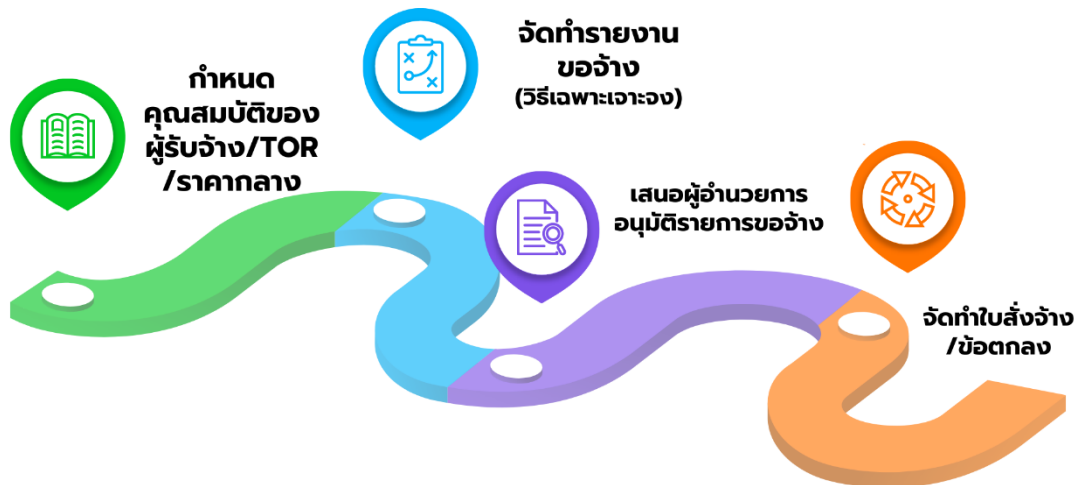 กำหนด
คุณสมบัติของ
ผู้รับจ้าง/TOR
/ราคากลาง
จัดทำรายงาน
ขอจ้าง
(วิธีเฉพาะเจาะจง)
เสนอผู้อำนวยการ
อนุมัติรายการขอจ้าง
จัดทำใบสั่งจ้าง
/ข้อตกลง